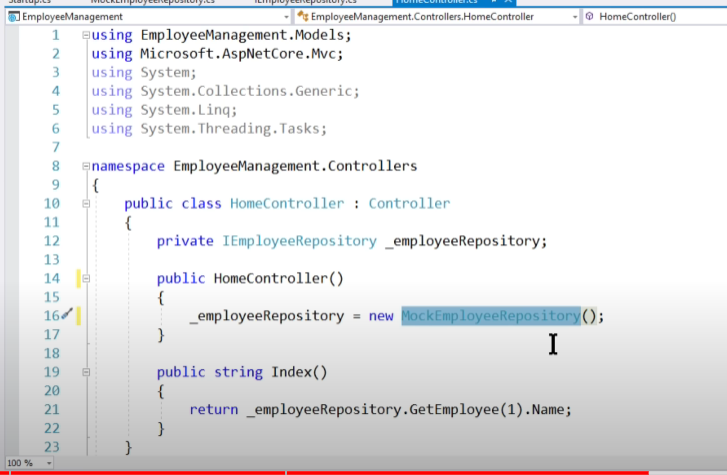 Startup.cs MockEmployeeRepository.cs IEmployeeRepository.cs HomeController.cs
EmployeeManagement EmployeeManagement.Controllers.HomeController HomeController()
1 using EmployeeManagement.Models;
2 using Microsoft.AspNetCore.Mvc;
3 using System;
4 using System.Collections.Generic;
5 using System.Linq;
6 using System.Threading.Tasks;
7
8 namespace EmployeeManagement.Controllers
9 {
10 public class HomeController : Controller
11 {
12 private IEmployeeRepository _employeeRepository;
13
14 public HomeController()
15 {
16 _employeeRepository = new MockEmployeeRepository();
17 }
18
19 public string Index()
20 {
21 return _employeeRepository.GetEmployee(1).Name;
22 }
23 }
100 %